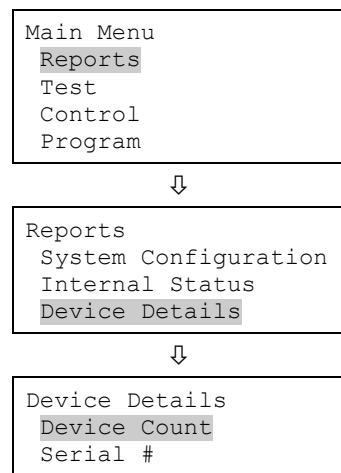 Main Menu
Reports
Test
Control
Program
⇩
Reports
System Configuration
Internal Status
Device Details
⇩
Device Details
Device Count
Serial #